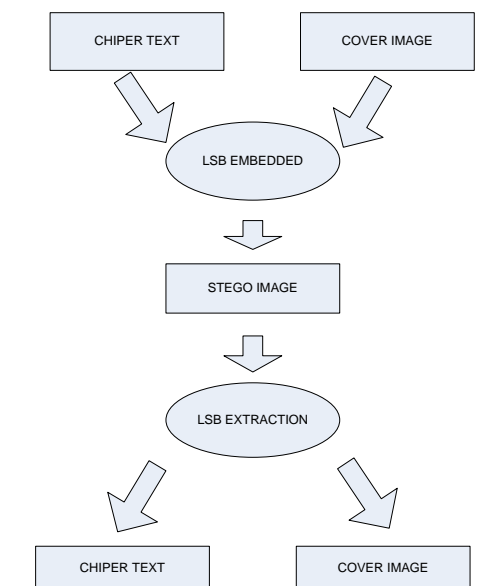 CHIPER TEXT
COVER IMAGE
LSB EMBEDDED
STEGO IMAGE
LSB EXTRACTION
CHIPER TEXT
COVER IMAGE